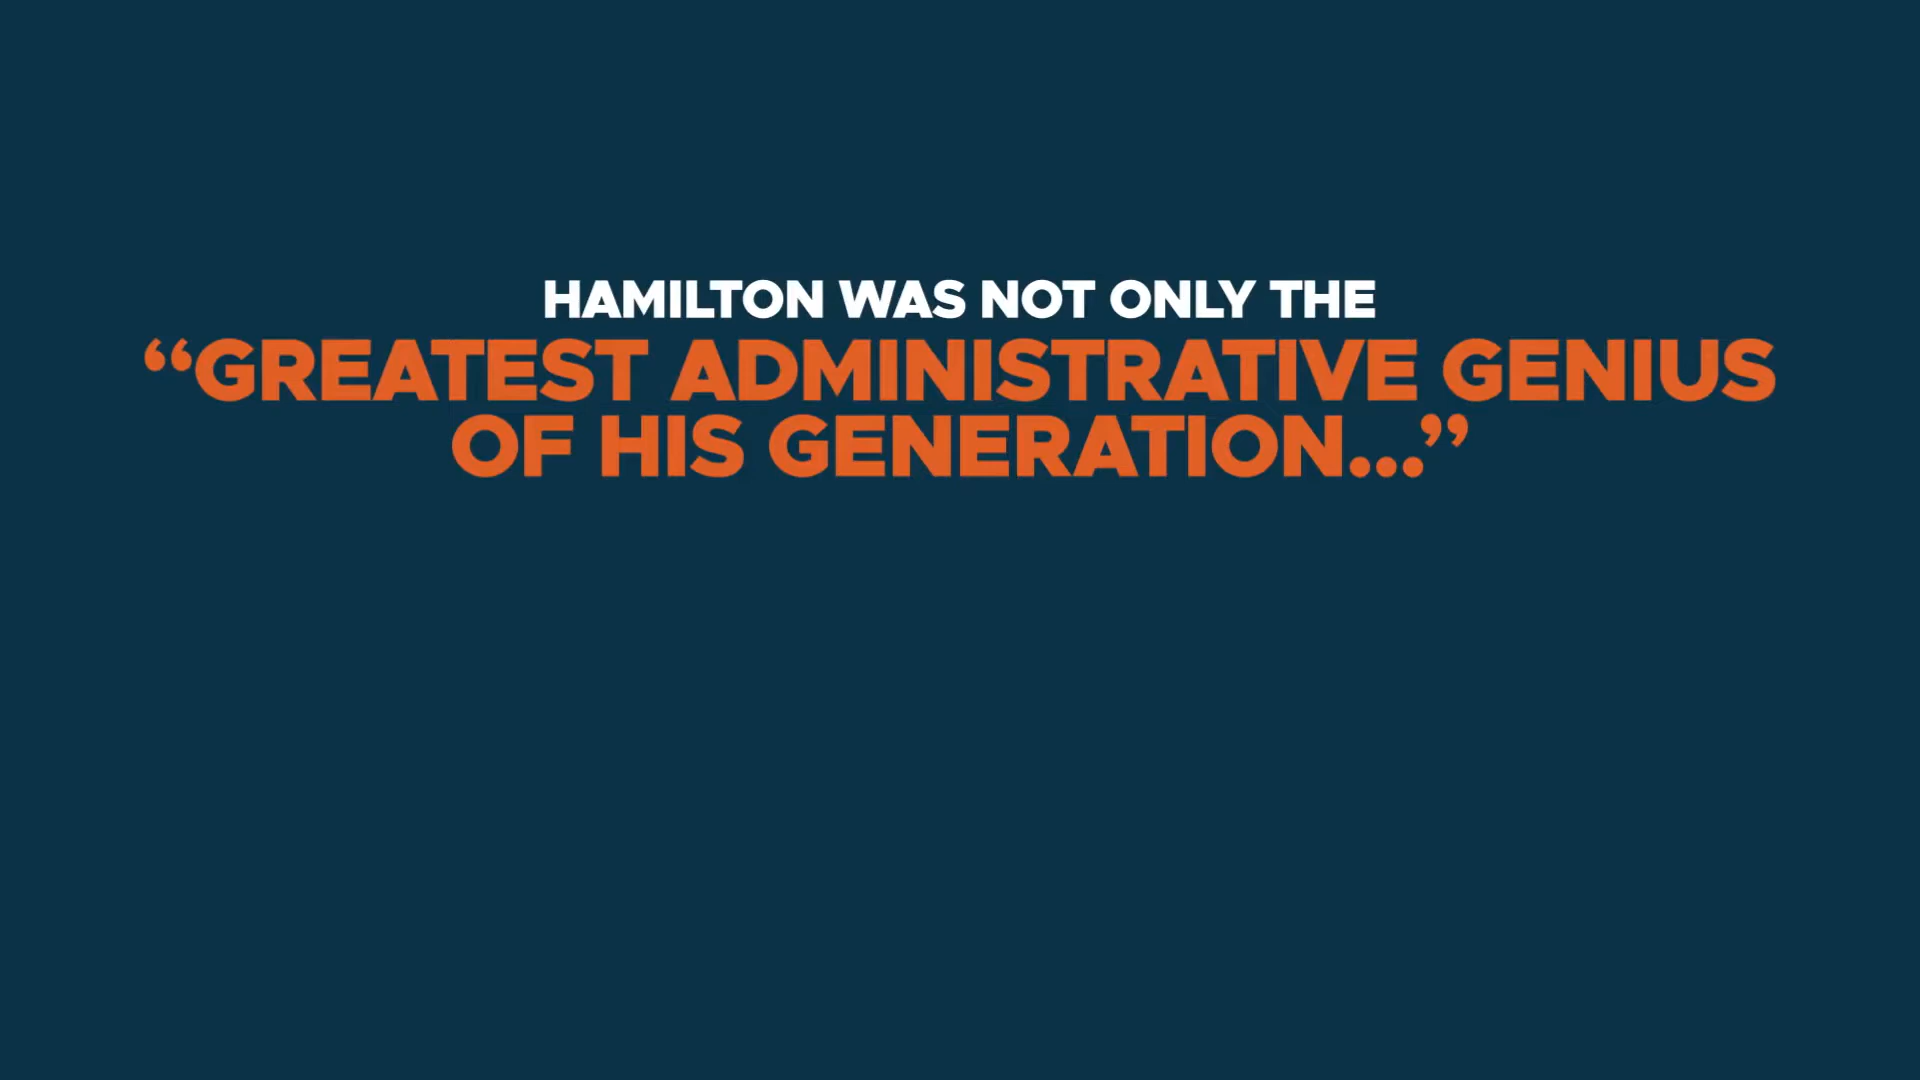 HAMILTON WAS NOT ONLY THE
“GREATEST ADMINISTRATIVE GENIUS
OF HIS GENERATION...”